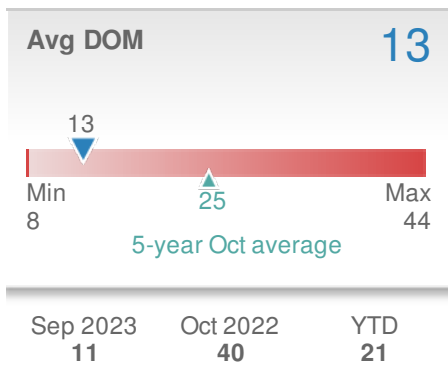 Avg DOM 13
13
Min Max
8 25 44
5-year Oct average
Sep 2023 Oct 2022 YTD
11 40 21